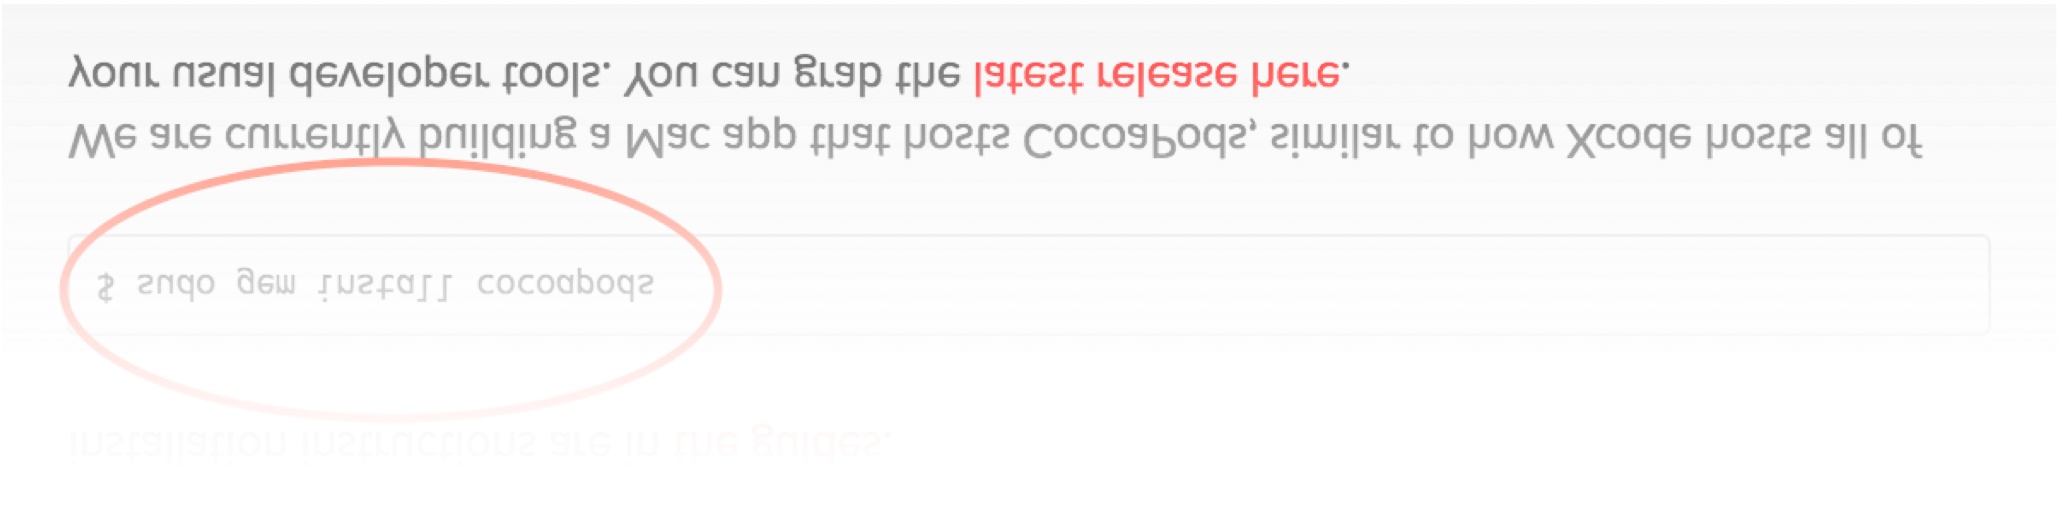 installation instructions are in the guides.
$ sudo gem install cocoapods
We are currently building a Mac app that hosts CocoaPods, similar to how Xcode hosts all of
your usual developer tools. You can grab the latest release here.